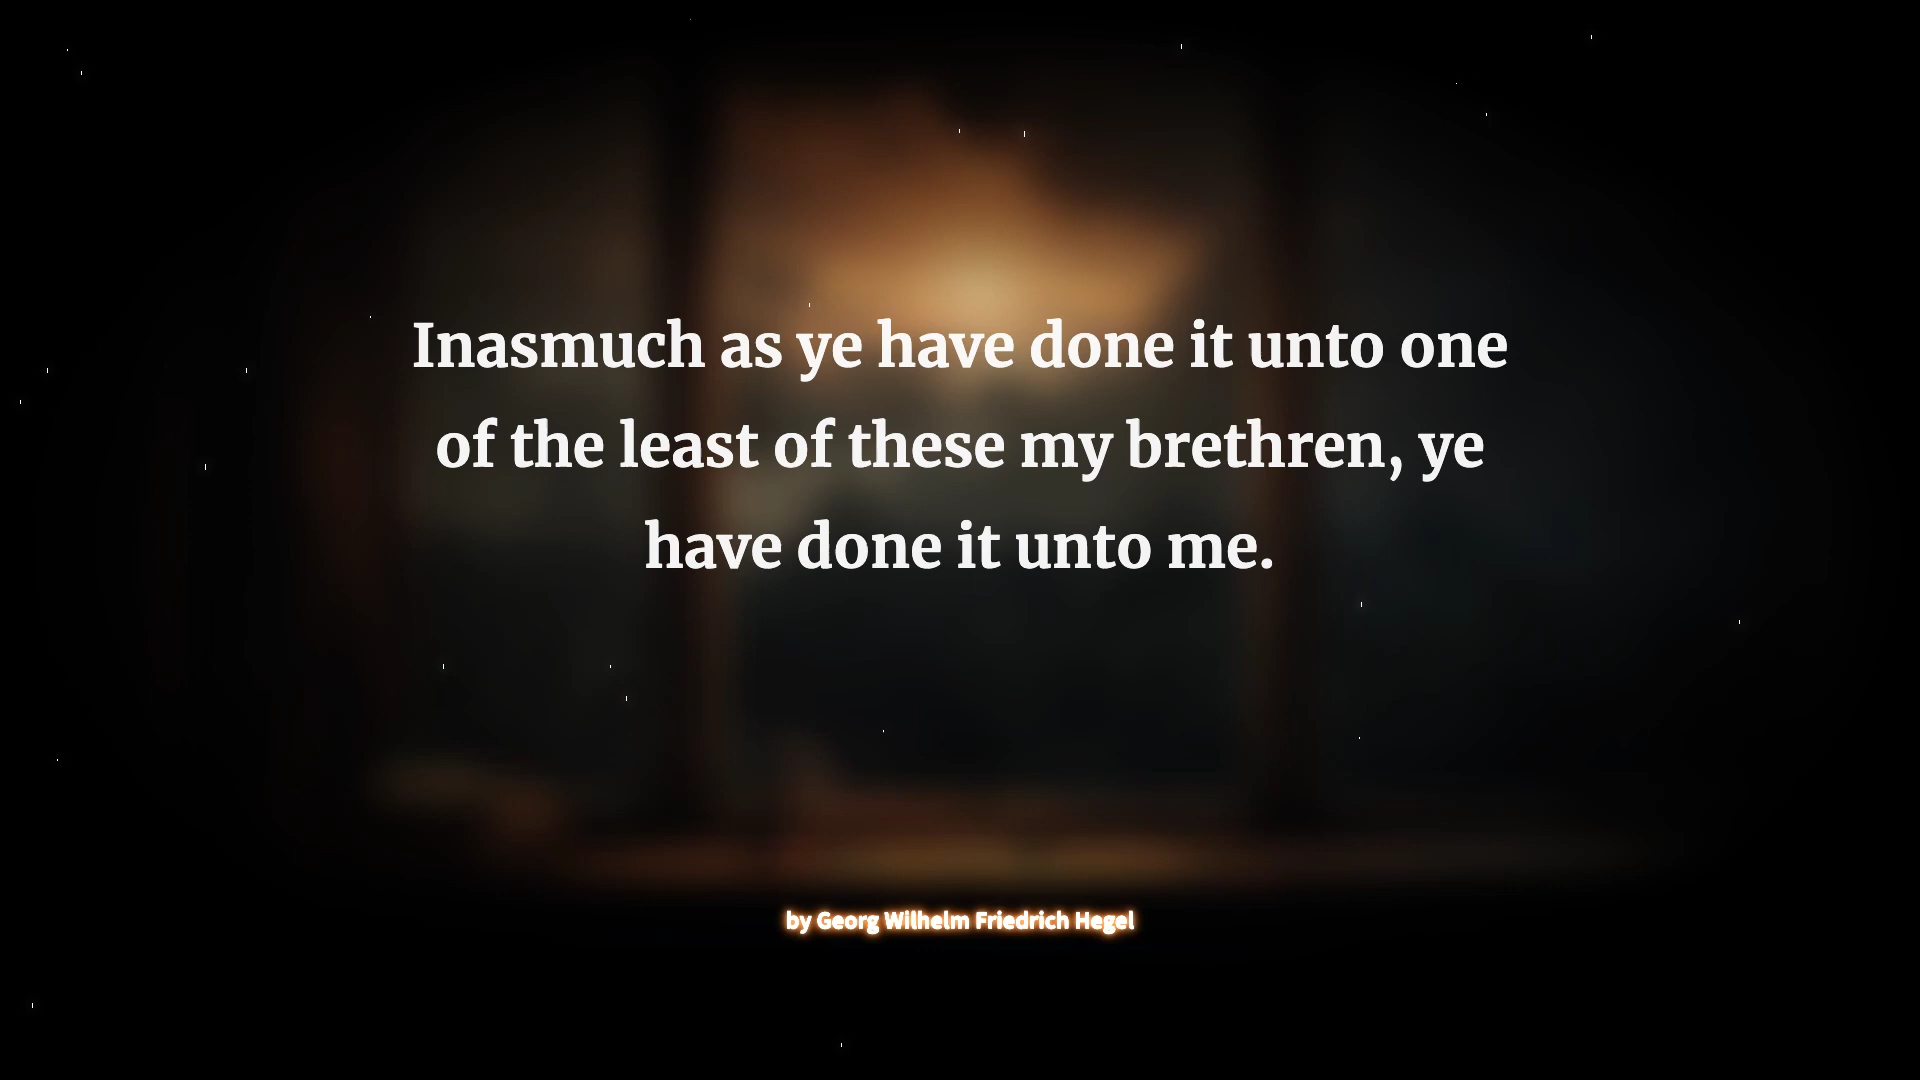 Inasmuch as ye have done it unto one
of the least of these my brethren, ye
have done it unto me.
by Georg Wilhelm Friedrich Hegel